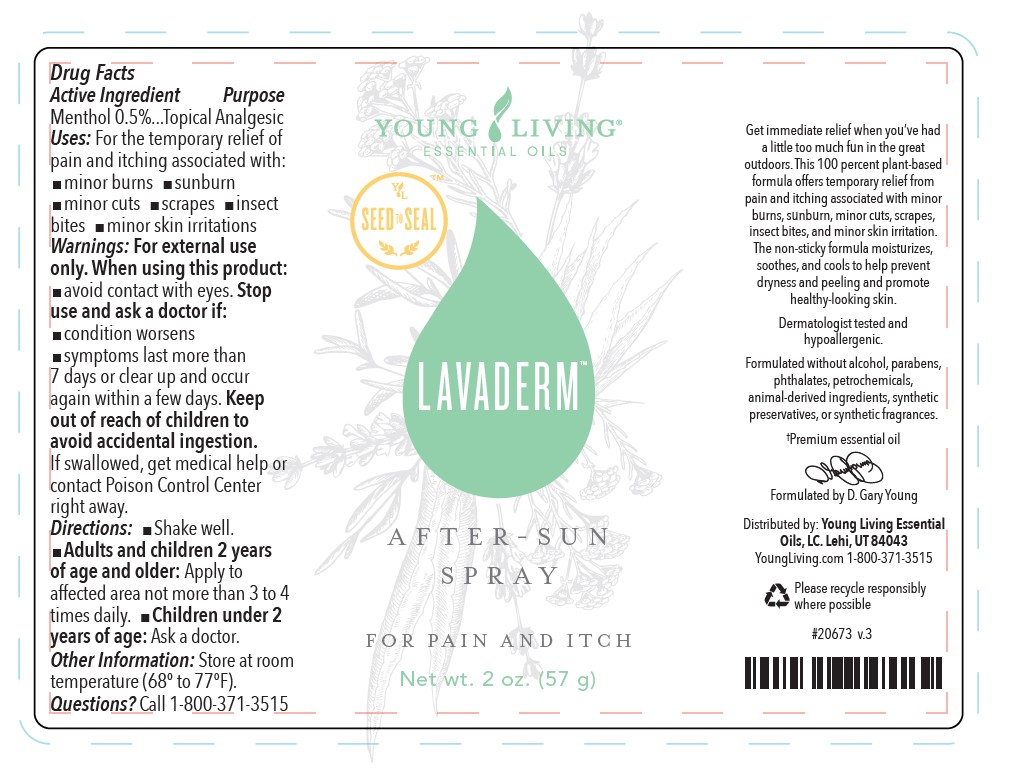 Drug Facts
Active Ingredient Purpose
Menthol 0.5%...Topical Analgesic
Uses: For the temporary relief of
pain and itching associated with:
■ minor burns ■ sunburn
■ minor cuts ■ scrapes ■ insect
bites ■ minor skin irritations
Warnings: For external use
only. When using this product:
■ avoid contact with eyes. Stop
use and ask a doctor if:
■ condition worsens
■ symptoms last more than
7 days or clear up and occur
again within a few days. Keep
out of reach of children to
avoid accidental ingestion.
If swallowed, get medical help or
contact Poison Control Center
right away.
Directions: ■ Shake well.
■ Adults and children 2 years
of age and older: Apply to
affected area not more than 3 to 4
times daily. ■ Children under 2
years of age: Ask a doctor.
Other Information: Store at room
temperature (68º to 77ºF).
Questions? Call 1-800-371-3515
YOUNG LIVING®
ESSENTIAL OILS
YL ™
SEED TO SEAL
LAVADERM™
AFTER-SUN
SPRAY
FOR PAIN AND ITCH
Net wt. 2 oz. (57 g)
Get immediate relief when you've had
a little too much fun in the great
outdoors. This 100 percent plant-based
formula offers temporary relief from
pain and itching associated with minor
burns, sunburn, minor cuts, scrapes,
insect bites, and minor skin irritation.
The non-sticky formula moisturizes,
soothes, and cools to help prevent
dryness and peeling and promote
healthy-looking skin.
Dermatologist tested and
hypoallergenic.
Formulated without alcohol, parabens,
phthalates, petrochemicals,
animal-derived ingredients, synthetic
preservatives, or synthetic fragrances.
†Premium essential oil
Formulated by D. Gary Young
Distributed by: Young Living Essential
Oils, LC. Lehi, UT 84043
YoungLiving.com 1-800-371-3515
Please recycle responsibly
where possible
#20673 v.3